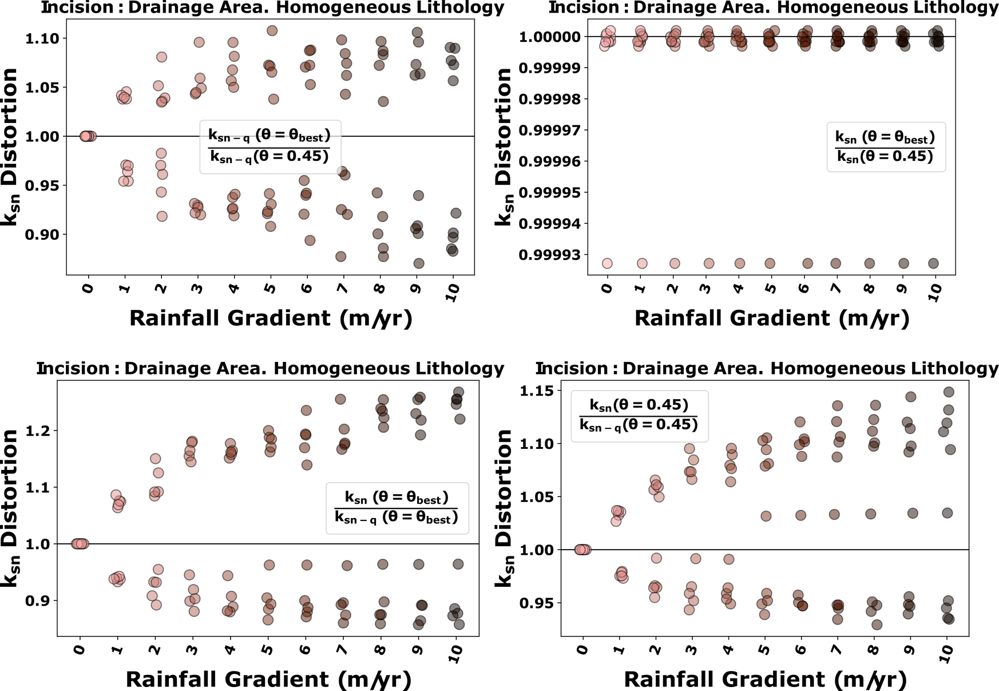 Incision : Drainage Area. Homogeneous Lithology
1.10
1.05
1.00
0.95
0.90
ksn Distortion
ksn−q (θ = θbest)
ksn−q(θ = 0.45)
0 1 2 3 4 5 6 7 8 9 10
Rainfall Gradient (m/yr)
Incision : Drainage Area. Homogeneous Lithology
1.00000
0.99999
0.99998
0.99997
0.99996
0.99995
0.99994
0.99993
ksn Distortion
ksn (θ = θbest)
ksn(θ = 0.45)
0 1 2 3 4 5 6 7 8 9 10
Rainfall Gradient (m/yr)
Incision : Drainage Area. Homogeneous Lithology
1.2
1.1
1.0
0.9
ksn Distortion
ksn (θ = θbest)
ksn−q (θ = θbest)
0 1 2 3 4 5 6 7 8 9 10
Rainfall Gradient (m/yr)
Incision : Drainage Area. Homogeneous Lithology
1.15
1.10
1.05
1.00
0.95
ksn Distortion
ksn(θ = 0.45)
ksn−q(θ = 0.45)
0 1 2 3 4 5 6 7 8 9 10
Rainfall Gradient (m/yr)